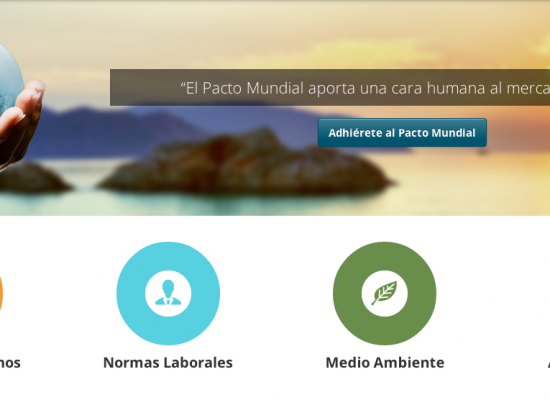 “El Pacto Mundial aporta una cara humana al merca
Adhiérete al Pacto Mundial
nos
Normas Laborales
Medio Ambiente